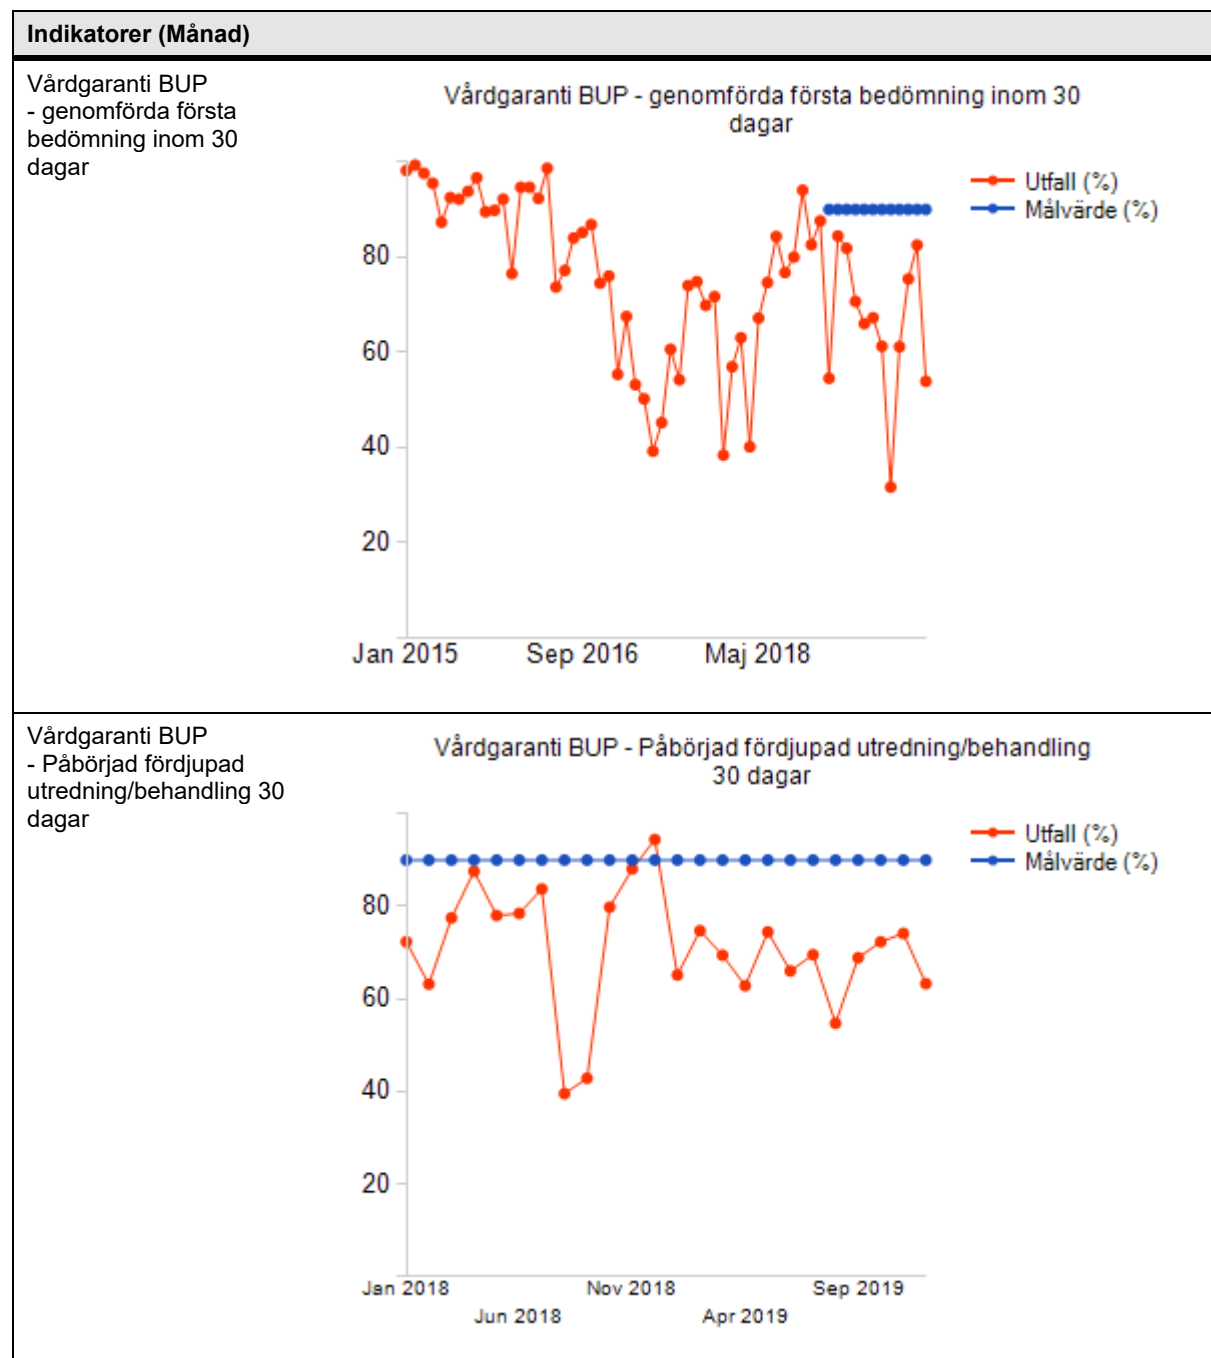 Indikatorer (Månad)
Vårdgaranti BUP
- genomförda första
bedömning inom 30
dagar
Vårdgaranti BUP - genomförda första bedömning inom 30
dagar
Utfall (%)
Målvärde (%)
80
60
40
20
Jan 2015
Sep 2016
Maj 2018
Vårdgaranti BUP
- Påbörjad fördjupad
utredning/behandling 30
dagar
Vårdgaranti BUP - Påbörjad fördjupad utredning/behandling
30 dagar
Utfall (%)
Målvärde (%)
80
60
40
20
Jan 2018
Nov 2018
Sep 2019
Jun 2018
Apr 2019